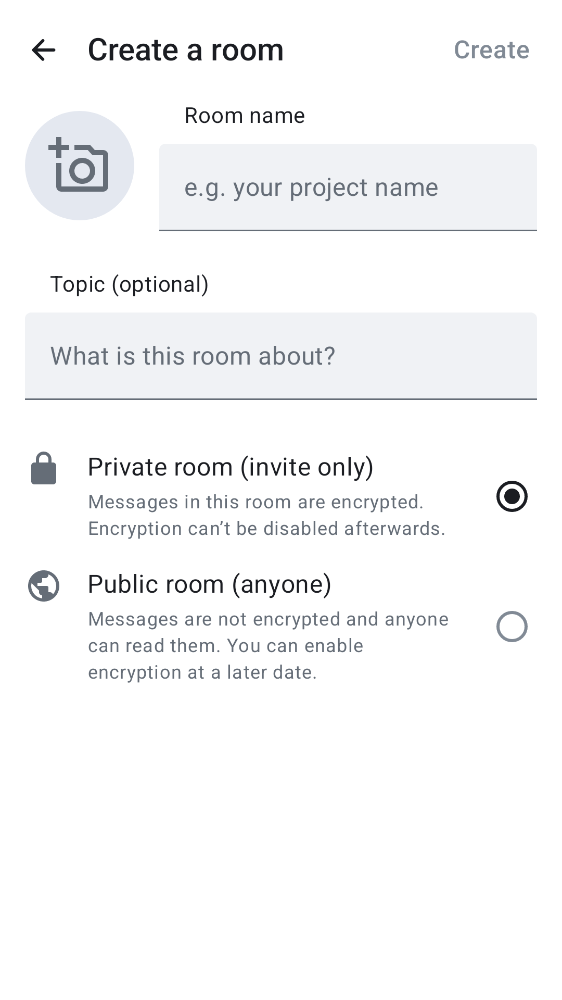 Create a room
Create
Room name
e.g. your project name
Topic (optional)
What is this room about?
Private room (invite only)
Messages in this room are encrypted.
Encryption can’t be disabled afterwards.
Public room (anyone)
Messages are not encrypted and anyone
can read them. You can enable
encryption at a later date.